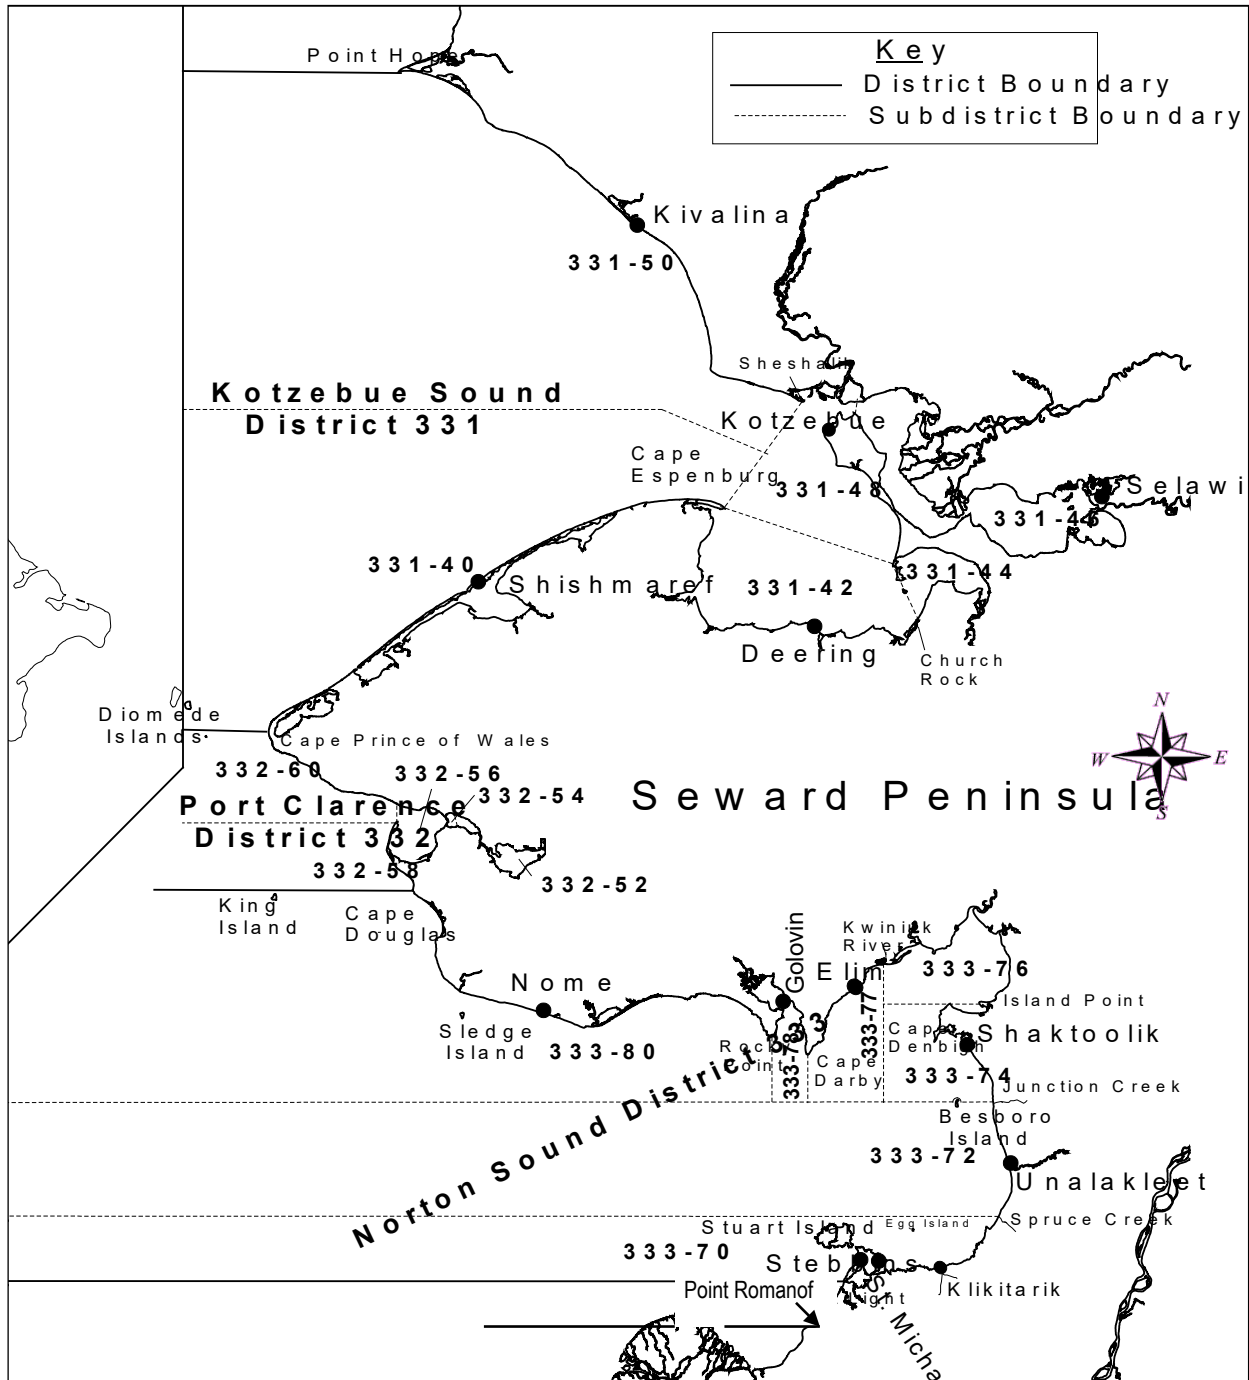 Key
District Boundary
Subdistrict Boundary
Point Hope
Kivalina
331-50
Sheshalik
Kotzebue Sound
District 331
Kotzebue
Cape
Espenburg
331-48
Selawi
331-46
331-40
Shishmaref
331-42
331-44
Deering
Church
Rock
Diomede
Islands
Cape Prince of Wales
332-60
332-56
332-54
Port Clarence
District 332
332-58
332-52
Seward Peninsula
N
W
E
S
King
Island
Cape
Douglas
Nome
Sledge
Island
333-80
Golovin
Elim
Kwiniuk
River
333-76
Island Point
Cape
Denbigh
Shaktoolik
Rocky
Point
333-78
Cape
Darby
333-77
333-74
Junction Creek
Besboro
Island
Norton Sound District 333
333-72
Unalakleet
Stuart Island
Egg Island
Spruce Creek
333-70
Stebbins
Klikitarik
Point Romanof
Light
St. Micha